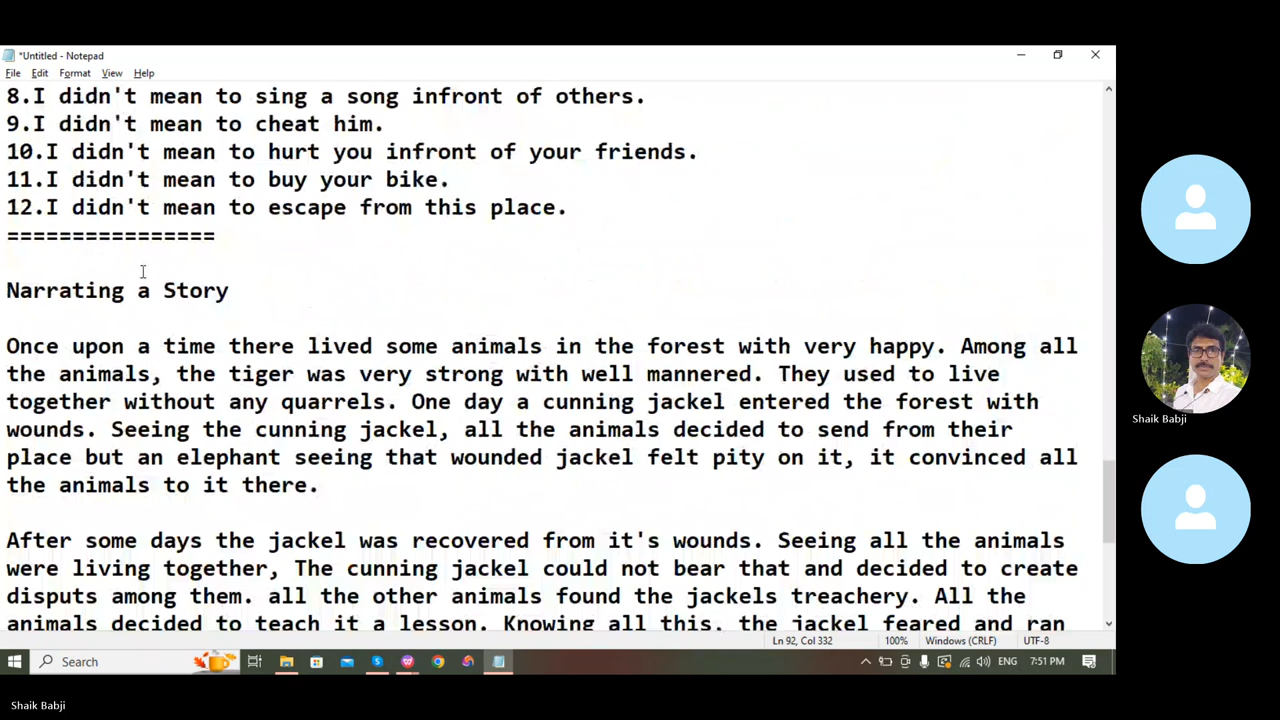 *Untitled - Notepad
File Edit Format View Help
8.I didn't mean to sing a song infront of others.
9.I didn't mean to cheat him.
10.I didn't mean to hurt you infront of your friends.
11.I didn't mean to buy your bike.
12.I didn't mean to escape from this place.
================
Narrating a Story
Once upon a time there lived some animals in the forest with very happy. Among all
the animals, the tiger was very strong with well mannered. They used to live
together without any quarrels. One day a cunning jackel entered the forest with
wounds. Seeing the cunning jackel, all the animals decided to send from their
place but an elephant seeing that wounded jackel felt pity on it, it convinced all
the animals to it there.
After some days the jackel was recovered from it's wounds. Seeing all the animals
were living together, The cunning jackel could not bear that and decided to create
disputs among them. all the other animals found the jackels treachery. All the
animals decided to teach it a lesson. Knowing all this, the jackel feared and ran
Ln 92, Col 332 100% Windows (CRLF) UTF-8
Search
ENG 7:51 PM
Shaik Babji
Shaik Babji